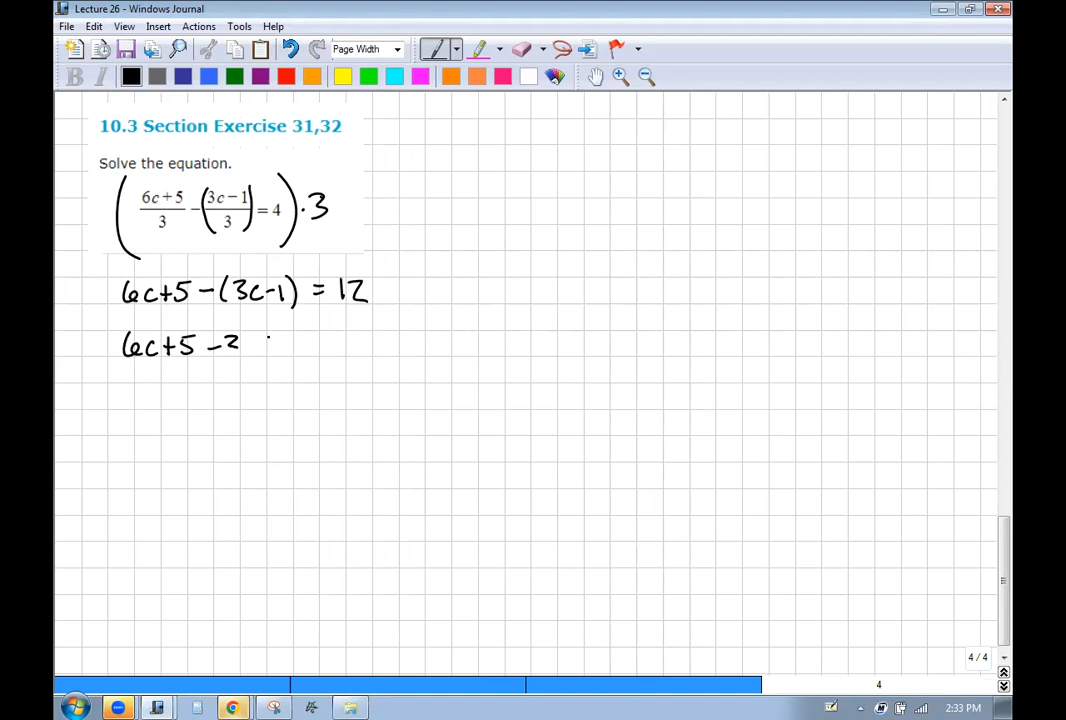 Lecture 26 - Windows Journal
File Edit View Insert Actions Tools Help
Page Width
B I
10.3 Section Exercise 31,32
Solve the equation.
( 6c+5/3 - (3c-1/3) = 4 ) · 3
6c+5 -(3c-1) = 12
6c+5 -3
4 / 4
4
2:33 PM